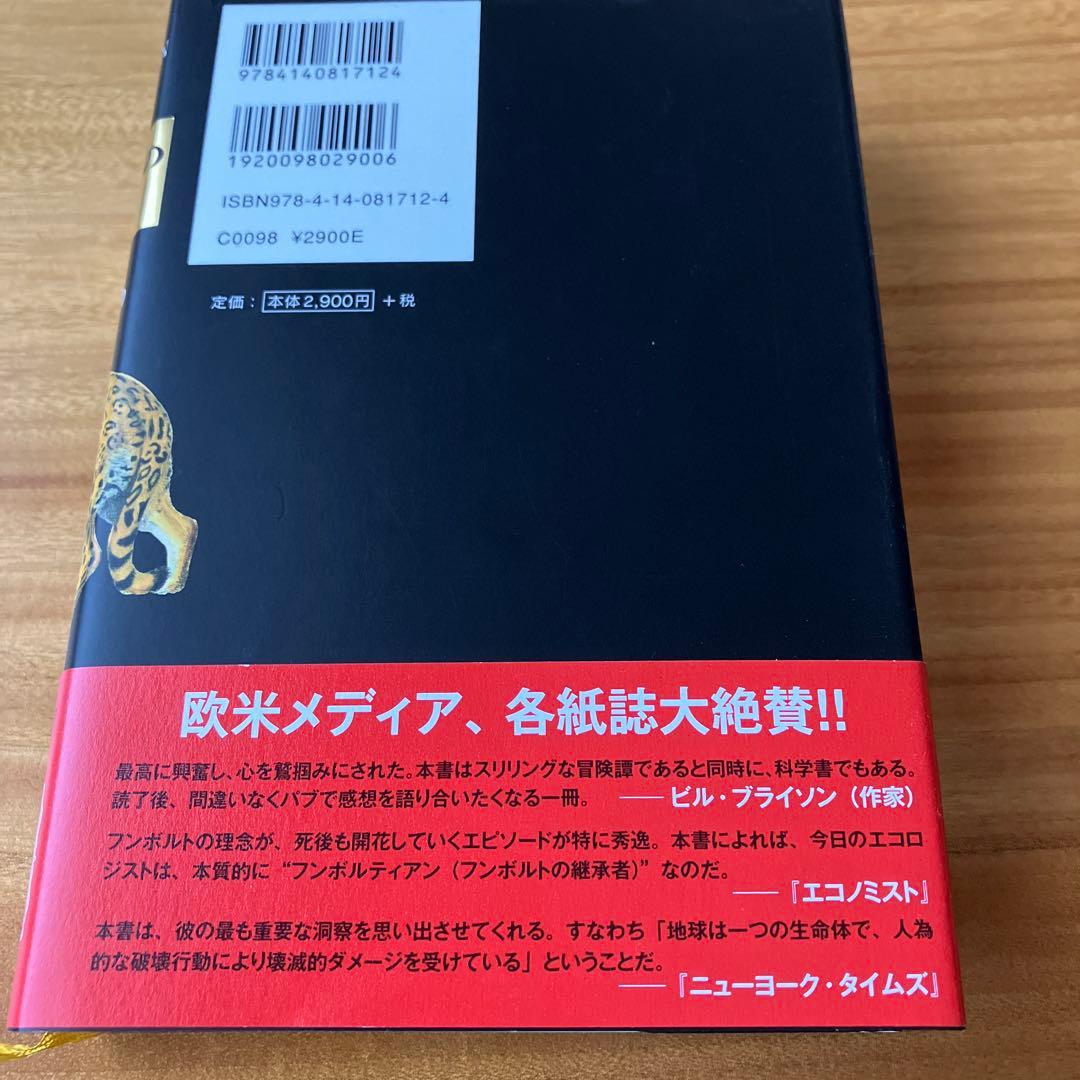 9784140817124
1920098029006
ISBN978-4-14-081712-4
C0098 ¥2900E
定価： 本体2,900円 ＋税
欧米メディア、各紙誌大絶賛!!
最高に興奮し、心を鷲掴みにされた。本書はスリリングな冒険譚であると同時に、科学書でもある。
読了後、間違いなくパブで感想を語り合いたくなる一冊。 ——ビル・ブライソン（作家）
フンボルトの理念が、死後も開花していくエピソードが特に秀逸。本書によれば、今日のエコロ
ジストは、本質的に“フンボルティアン（フンボルトの継承者）”なのだ。
——『エコノミスト』
本書は、彼の最も重要な洞察を思い出させてくれる。すなわち「地球は一つの生命体で、人為
的な破壊行動により壊滅的ダメージを受けている」ということだ。
——『ニューヨーク・タイムズ』